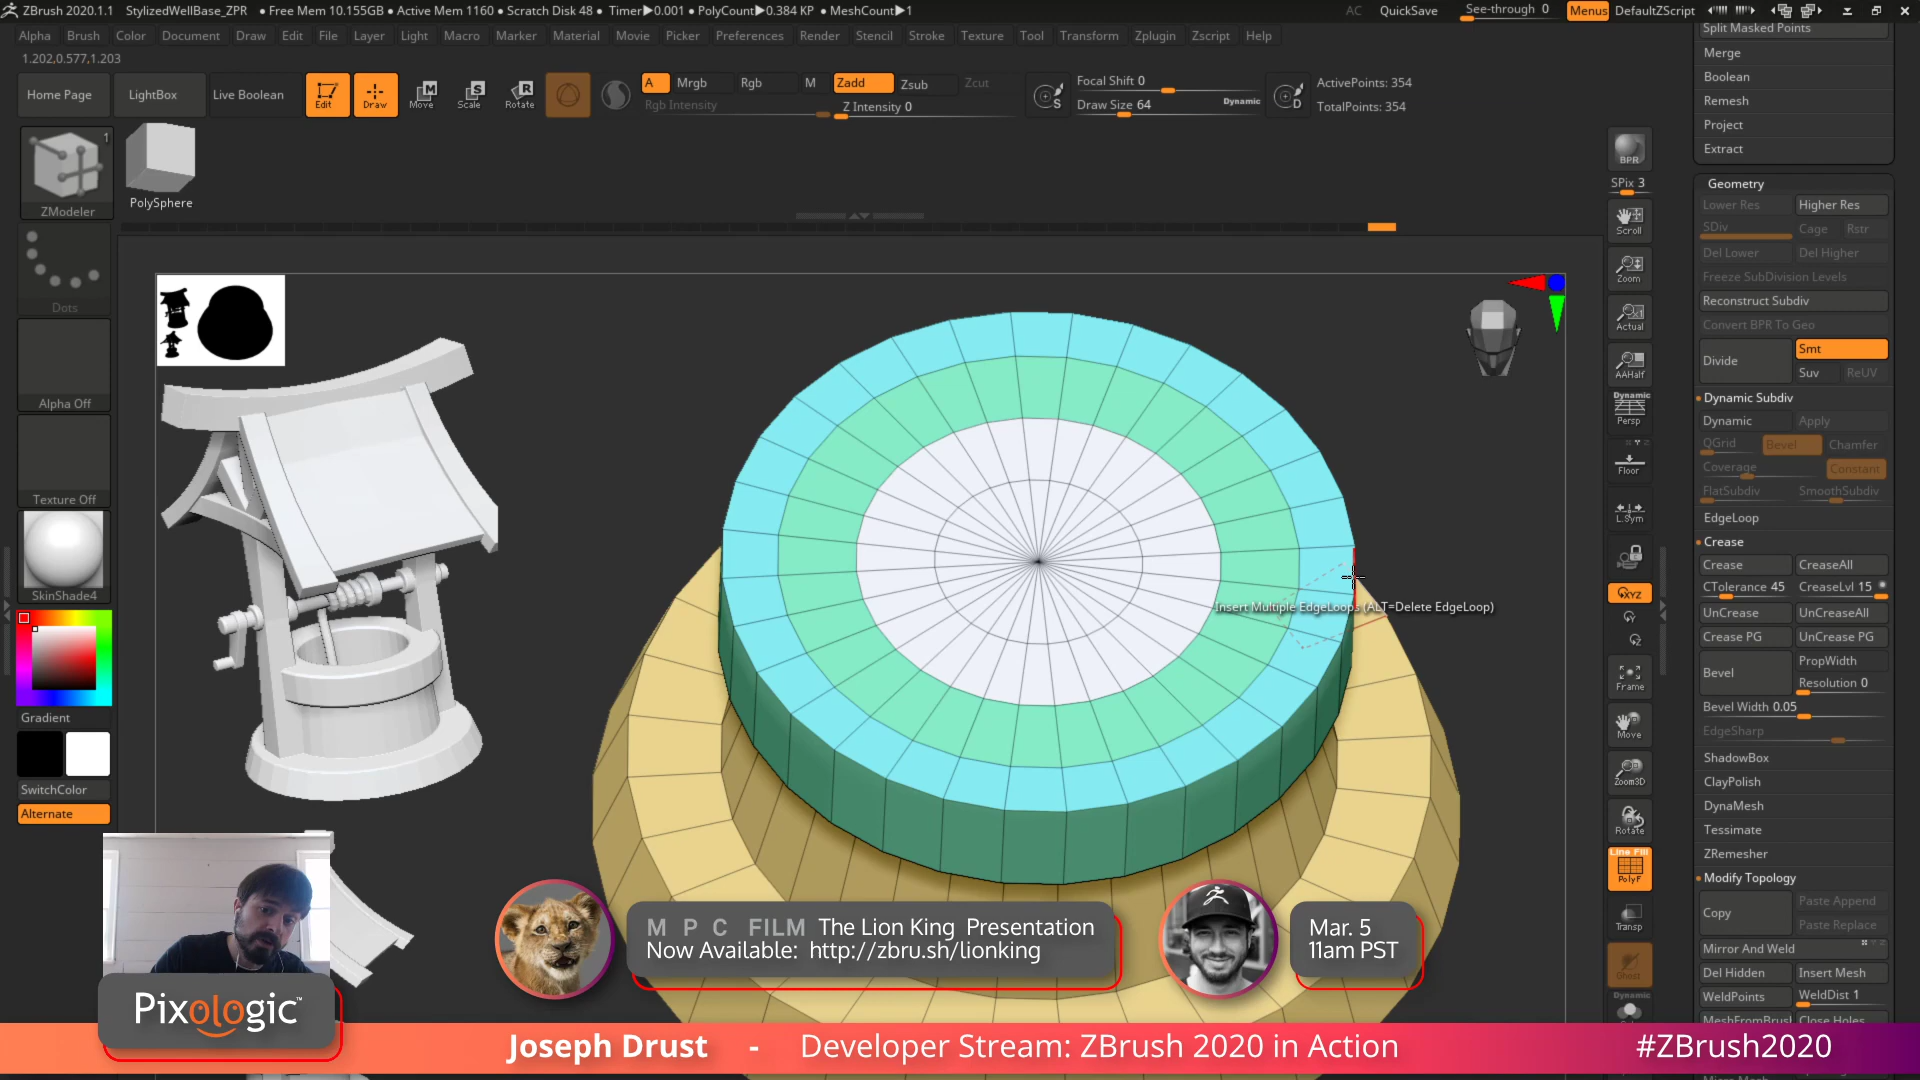 ZBrush 2020.1.1 StylizedWellBase_ZPR • Free Mem 10.155GB • Active Mem 1160 • Scratch Disk 48 • Timer▶0.001 • PolyCount▶0.384 KP • MeshCount▶1 AC QuickSave See-through 0 Menus DefaultZScript
Alpha Brush Color Document Draw Edit File Layer Light Macro Marker Material Movie Picker Preferences Render Stencil Stroke Texture Tool Transform Zplugin Zscript Help
1.202,0.577,1.203
Home Page LightBox Live Boolean Edit Draw Move Scale Rotate
A Mrgb Rgb M Zadd Zsub Zcut
Rgb Intensity Z Intensity 0
Focal Shift 0
Draw Size 64 Dynamic
S
D
ActivePoints: 354
TotalPoints: 354
1
ZModeler
PolySphere
Dots
Alpha Off
Texture Off
SkinShade4
Gradient
SwitchColor
Alternate
Insert Multiple EdgeLoops (ALT=Delete EdgeLoop)
BPR
SPix 3
Scroll
Zoom
Actual
AAHalf
Dynamic
Persp
Floor
L.Sym
XYZ
Frame
Move
Zoom3D
Rotate
Line Fill
PolyF
Transp
Ghost
Dynamic
Split Masked Points
Merge
Boolean
Remesh
Project
Extract
Geometry
Lower Res Higher Res
SDiv Cage Rstr
Del Lower Del Higher
Freeze SubDivision Levels
Reconstruct Subdiv
Convert BPR To Geo
Divide Smt
Suv ReUV
Dynamic Subdiv
Dynamic Apply
QGrid Bevel Chamfer
Coverage Constant
FlatSubdiv SmoothSubdiv
EdgeLoop
Crease
Crease CreaseAll
CTolerance 45 CreaseLvl 15
UnCrease UnCreaseAll
Crease PG UnCrease PG
Bevel PropWidth
Resolution 0
Bevel Width 0.05
EdgeSharp
ShadowBox
ClayPolish
DynaMesh
Tessimate
ZRemesher
Modify Topology
Copy Paste Append
Paste Replace
Mirror And Weld
Del Hidden Insert Mesh
WeldPoints WeldDist 1
MeshFromBrush Close Holes
MPC FILM The Lion King Presentation
Now Available: http://zbru.sh/lionking
Mar. 5
11am PST
Pixologic™
Joseph Drust - Developer Stream: ZBrush 2020 in Action #ZBrush2020